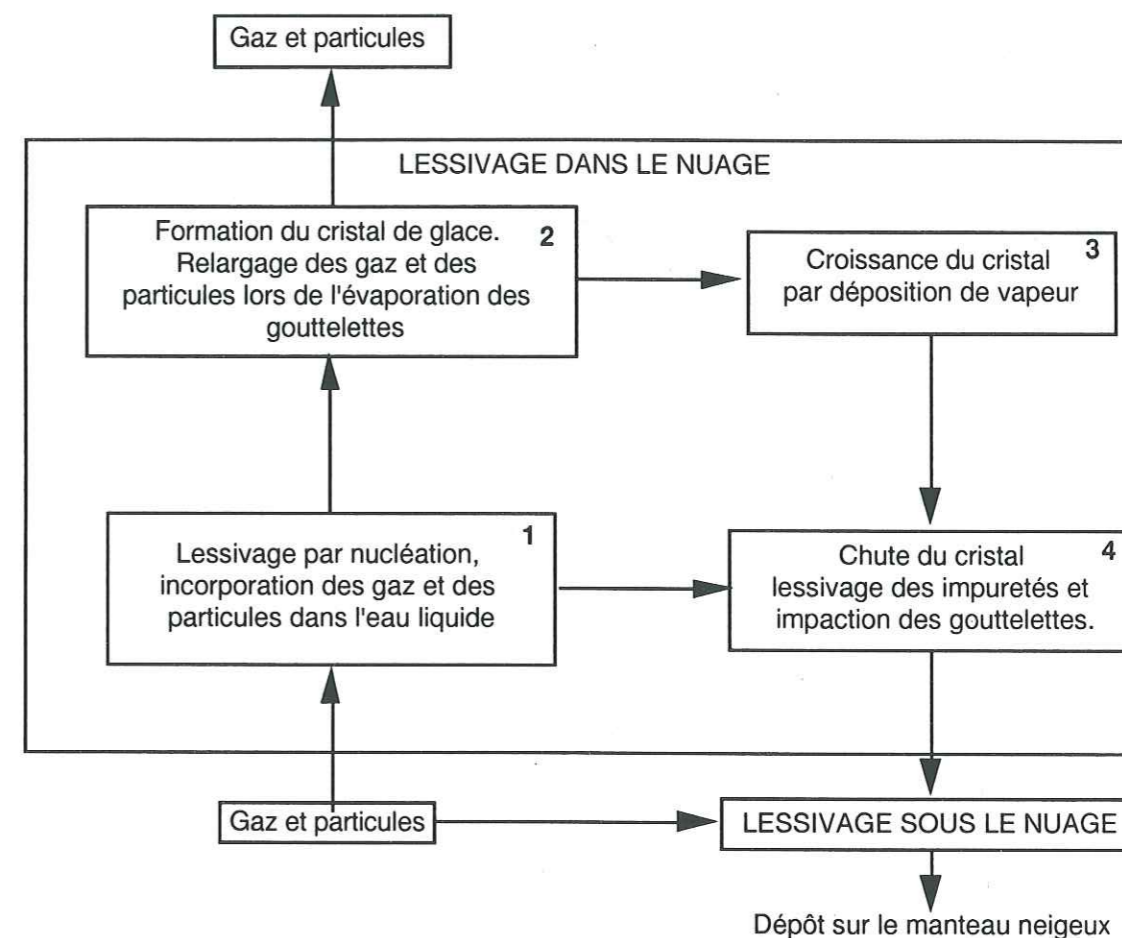 Gaz et particules
LESSIVAGE DANS LE NUAGE
Formation du cristal de glace. 2
Relargage des gaz et des
particules lors de l'évaporation des
gouttelettes
Croissance du cristal 3
par déposition de vapeur
Lessivage par nucléation, 1
incorporation des gaz et des
particules dans l'eau liquide
Chute du cristal 4
lessivage des impuretés et
impaction des gouttelettes.
Gaz et particules
LESSIVAGE SOUS LE NUAGE
Dépôt sur le manteau neigeux